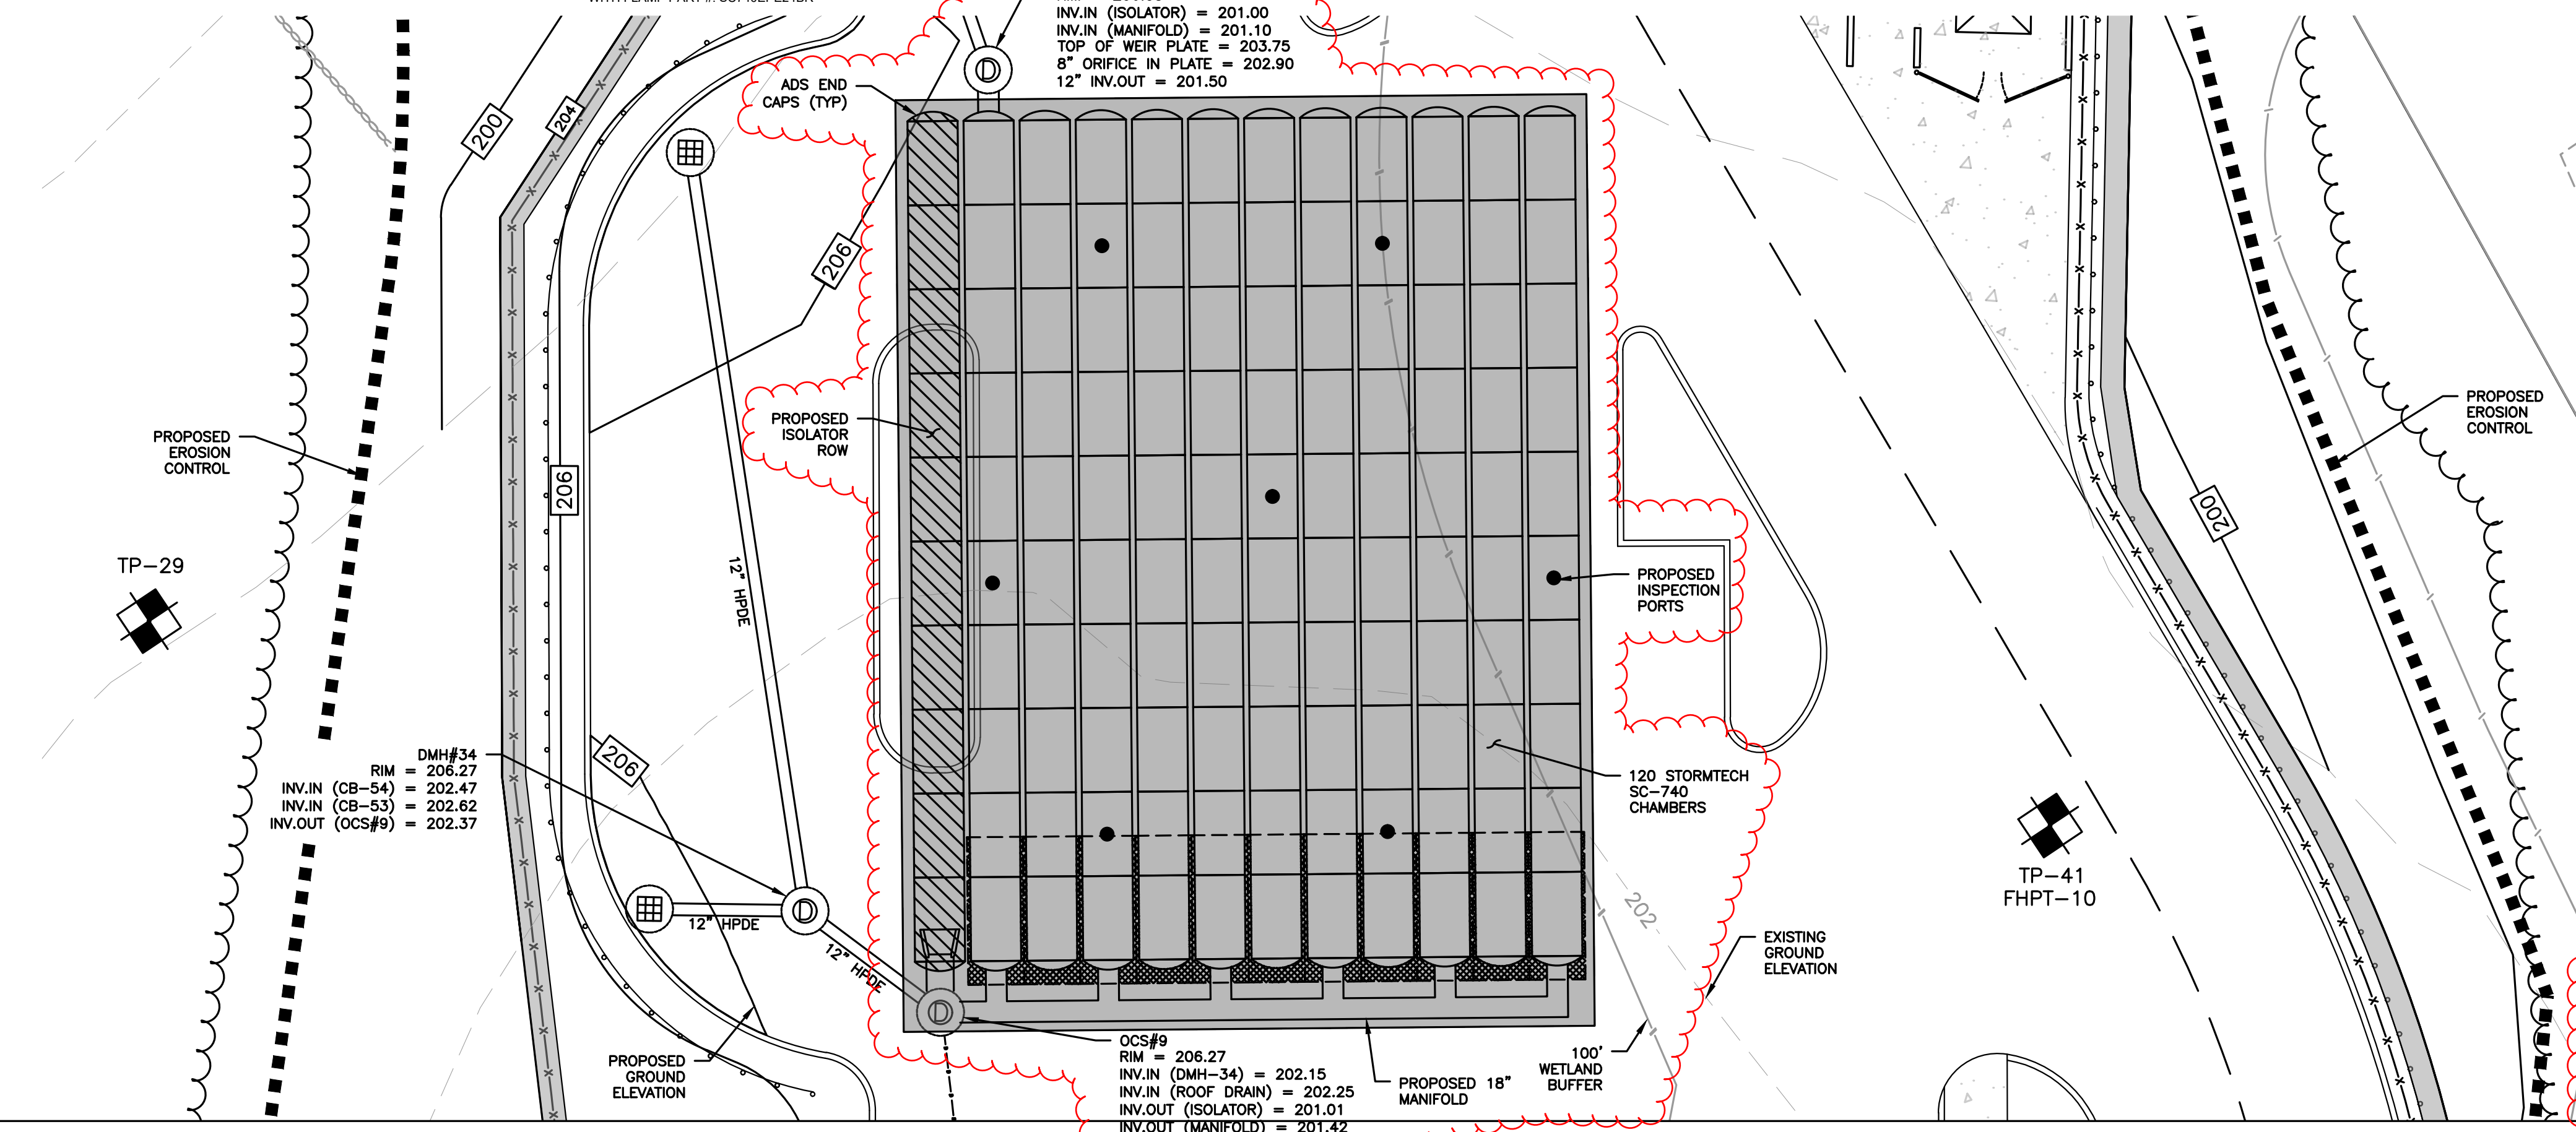 INV.IN (ISOLATOR) = 201.00
INV.IN (MANIFOLD) = 201.10
TOP OF WEIR PLATE = 203.75
8" ORIFICE IN PLATE = 202.90
12" INV.OUT = 201.50
ADS END
CAPS (TYP)
D
200
204
206
PROPOSED
ISOLATOR
ROW
PROPOSED
EROSION
CONTROL
PROPOSED
EROSION
CONTROL
206
200
TP-29
12" HPDE
PROPOSED
INSPECTION
PORTS
DMH#34
RIM = 206.27
INV.IN (CB-54) = 202.47
INV.IN (CB-53) = 202.62
INV.OUT (OCS#9) = 202.37
206
120 STORMTECH
SC-740
CHAMBERS
TP-41
FHPT-10
202
D
12" HPDE
12" HPDE
EXISTING
GROUND
ELEVATION
D
PROPOSED
GROUND
ELEVATION
OCS#9
RIM = 206.27
INV.IN (DMH-34) = 202.15
INV.IN (ROOF DRAIN) = 202.25
INV.OUT (ISOLATOR) = 201.01
INV.OUT (MANIFOLD) = 201.42
PROPOSED 18"
MANIFOLD
100'
WETLAND
BUFFER